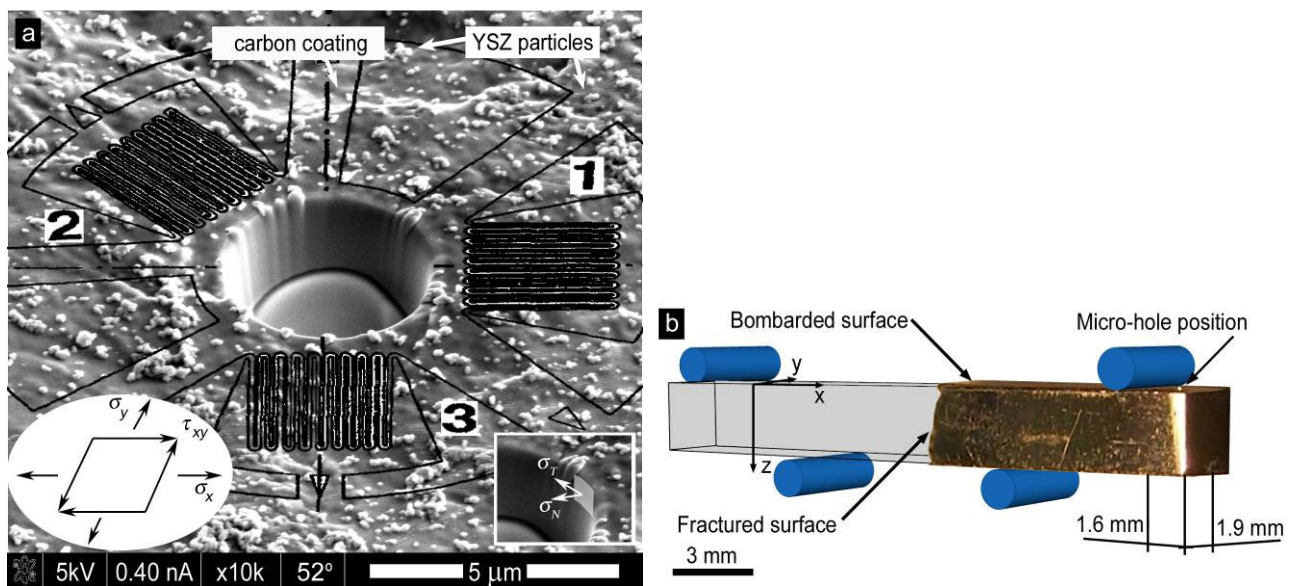 a
carbon coating
YSZ particles
1
2
3
σy
τxy
σx
σT
σN
5kV 0.40 nA x10k 52° 5 μm
b
Bombarded surface
Micro-hole position
y
x
z
Fractured surface
1.6 mm
1.9 mm
3 mm